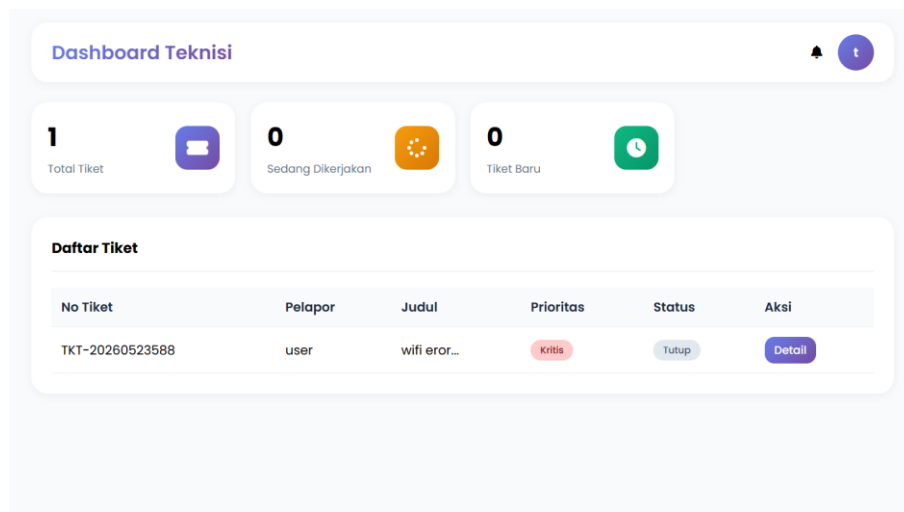 Dashboard Teknisi
t
1
Total Tiket
0
Sedang Dikerjakan
0
Tiket Baru
Daftar Tiket
No Tiket Pelapor Judul Prioritas Status Aksi
TKT-20260523588 user wifi eror... Kritis Tutup Detail